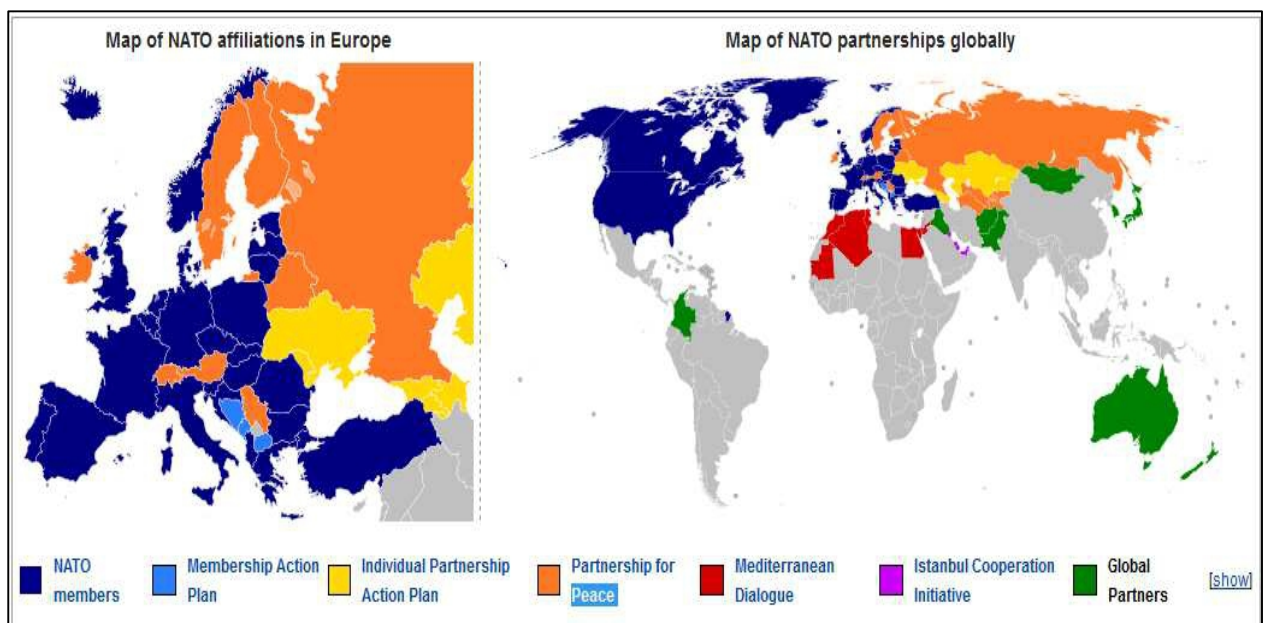 Map of NATO affiliations in Europe
Map of NATO partnerships globally
NATO
members
Membership Action
Plan
Individual Partnership
Action Plan
Partnership for
Peace
Mediterranean
Dialogue
Istanbul Cooperation
Initiative
Global
Partners
[show]